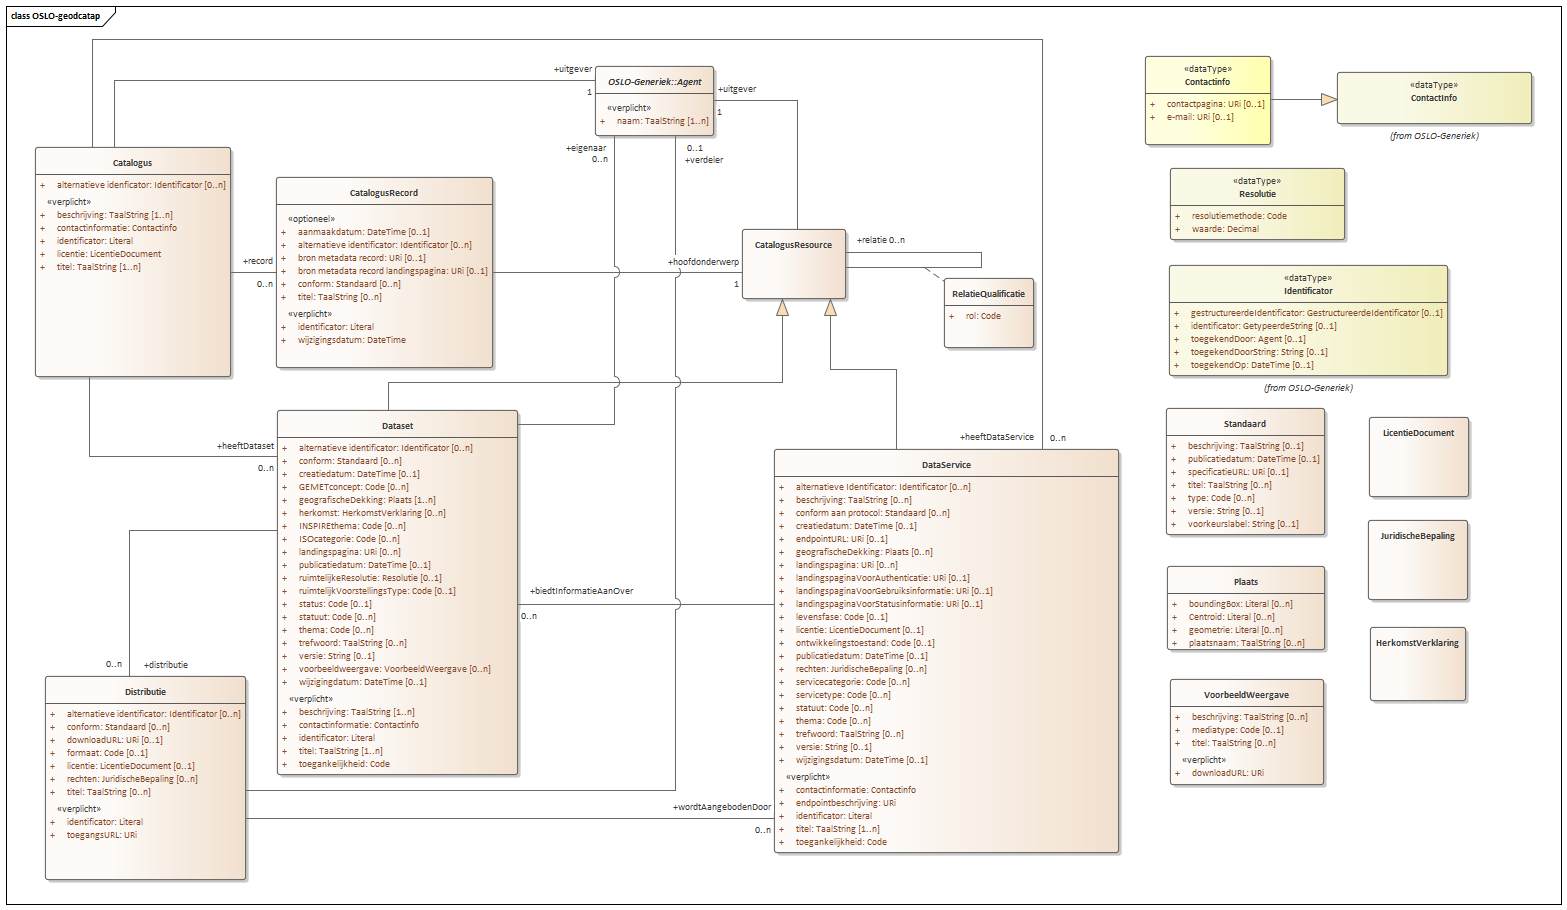 class OSLO-geodcatap
+uitgever
1
OSLO-Generiek::Agent
«verplicht»
+ naam: TaalString [1..n]
+uitgever
1
+eigenaar
0..n
0..1
+verdeler
Catalogus
+ alternatieve idenficator: Identificator [0..n]
«verplicht»
+ beschrijving: TaalString [1..n]
+ contactinformatie: Contactinfo
+ identificator: Literal
+ licentie: LicentieDocument
+ titel: TaalString [1..n]
+record
0..n
CatalogusRecord
«optioneel»
+ aanmaakdatum: DateTime [0..1]
+ alternatieve identificator: Identificator [0..n]
+ bron metadata record: URi [0..1]
+ bron metadata record landingspagina: URi [0..1]
+ conform: Standaard [0..n]
+ titel: TaalString [0..n]
«verplicht»
+ identificator: Literal
+ wijzigingsdatum: DateTime
+hoofdonderwerp
1
CatalogusResource
+relatie 0..n
RelatieQualificatie
+ rol: Code
+heeftDataset
0..n
+heeftDataService
0..n
Dataset
+ alternatieve identificator: Identificator [0..n]
+ conform: Standaard [0..n]
+ creatiedatum: DateTime [0..1]
+ GEMETconcept: Code [0..n]
+ geografischeDekking: Plaats [1..n]
+ herkomst: HerkomstVerklaring [0..n]
+ INSPIREthema: Code [0..n]
+ ISOcategorie: Code [0..n]
+ landingspagina: URi [0..n]
+ publicatiedatum: DateTime [0..1]
+ ruimtelijkeResolutie: Resolutie [0..1]
+ ruimtelijkVoorstellingsType: Code [0..1]
+ status: Code [0..1]
+ statuut: Code [0..n]
+ thema: Code [0..n]
+ trefwoord: TaalString [0..n]
+ versie: String [0..1]
+ voorbeeldweergave: VoorbeeldWeergave [0..n]
+ wijzigingdatum: DateTime [0..1]
«verplicht»
+ beschrijving: TaalString [1..n]
+ contactinformatie: Contactinfo
+ identificator: Literal
+ titel: TaalString [1..n]
+ toegankelijkheid: Code
+biedtInformatieAanOver
0..n
DataService
+ alternatieve Identificator: Identificator [0..n]
+ beschrijving: TaalString [0..n]
+ conform aan protocol: Standaard [0..n]
+ creatiedatum: DateTime [0..1]
+ endpointURL: URi [0..1]
+ geografischeDekking: Plaats [0..n]
+ landingspagina: URi [0..n]
+ landingspaginaVoorAuthenticatie: URi [0..1]
+ landingspaginaVoorGebruiksinformatie: URi [0..1]
+ landingspaginaVoorStatusinformatie: URi [0..1]
+ levensfase: Code [0..1]
+ licentie: LicentieDocument [0..1]
+ ontwikkelingstoestand: Code [0..1]
+ publicatiedatum: DateTime [0..1]
+ rechten: JuridischeBepaling [0..n]
+ servicecategorie: Code [0..n]
+ servicetype: Code [0..n]
+ statuut: Code [0..n]
+ thema: Code [0..n]
+ trefwoord: TaalString [0..n]
+ versie: String [0..1]
+ wijzigingsdatum: DateTime [0..1]
«verplicht»
+ contactinformatie: Contactinfo
+ endpointbeschrijving: URi
+ identificator: Literal
+ titel: TaalString [1..n]
+ toegankelijkheid: Code
0..n
+distributie
Distributie
+ alternatieve identificator: Identificator [0..n]
+ conform: Standaard [0..n]
+ downloadURL: URi [0..1]
+ formaat: Code [0..1]
+ licentie: LicentieDocument [0..1]
+ rechten: JuridischeBepaling [0..n]
+ titel: TaalString [0..n]
«verplicht»
+ identificator: Literal
+ toegangsURL: URi
+wordtAangebodenDoor
0..n
«dataType»
Contactinfo
+ contactpagina: URi [0..1]
+ e-mail: URi [0..1]
«dataType»
ContactInfo
(from OSLO-Generiek)
«dataType»
Resolutie
+ resolutiemethode: Code
+ waarde: Decimal
«dataType»
Identificator
+ gestructureerdeIdentificator: GestructureerdeIdentificator [0..1]
+ identificator: GetypeerdeString [0..1]
+ toegekendDoor: Agent [0..1]
+ toegekendDoorString: String [0..1]
+ toegekendOp: DateTime [0..1]
(from OSLO-Generiek)
Standaard
+ beschrijving: TaalString [0..1]
+ publicatiedatum: DateTime [0..1]
+ specificatieURL: URi [0..1]
+ titel: TaalString [0..n]
+ type: Code [0..n]
+ versie: String [0..1]
+ voorkeurslabel: String [0..1]
LicentieDocument
JuridischeBepaling
Plaats
+ boundingBox: Literal [0..n]
+ Centroid: Literal [0..n]
+ geometrie: Literal [0..n]
+ plaatsnaam: TaalString [0..n]
HerkomstVerklaring
VoorbeeldWeergave
+ beschrijving: TaalString [0..n]
+ mediatype: Code [0..1]
+ titel: TaalString [0..n]
«verplicht»
+ downloadURL: URi